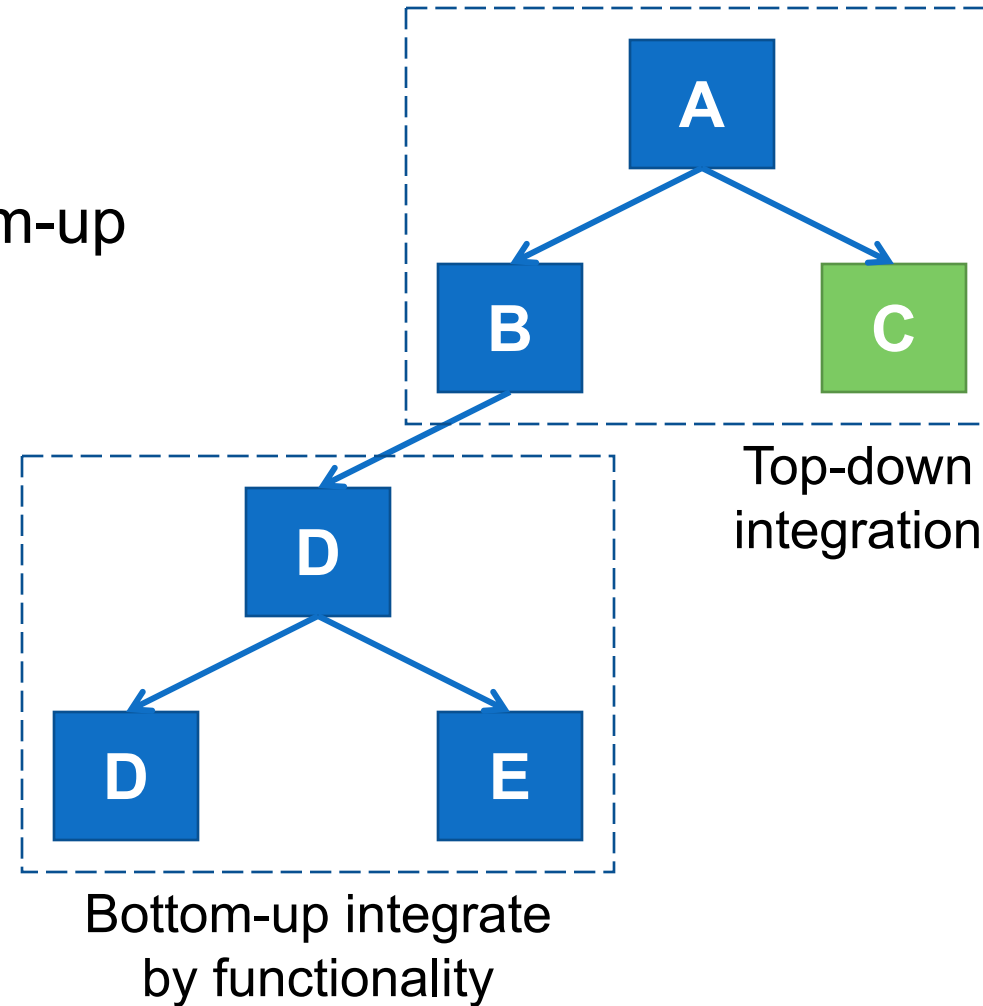 A
m-up
B
C
Top-down
integration
D
D
E
Bottom-up integrate
by functionality